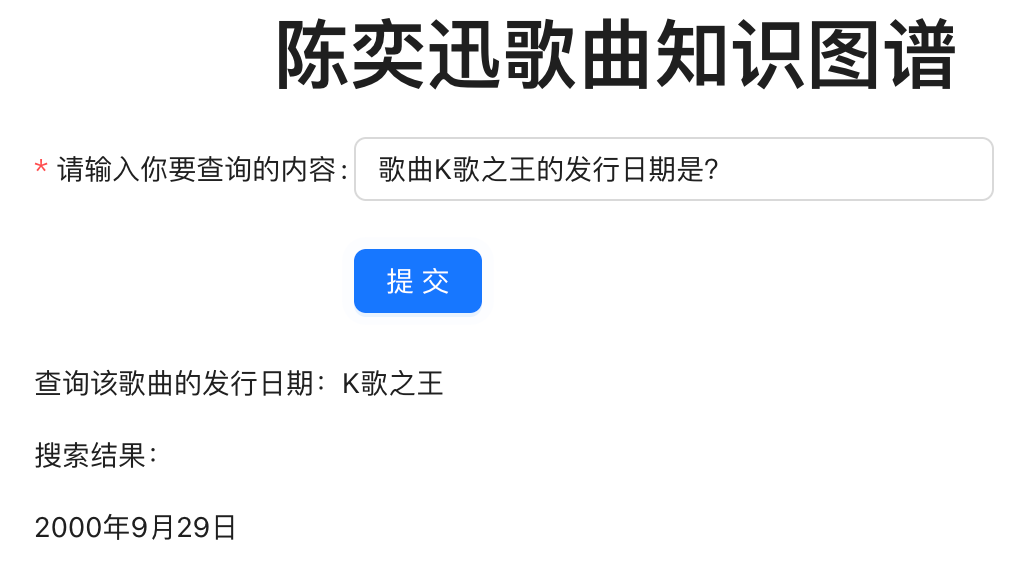 陈奕迅歌曲知识图谱
* 请输入你要查询的内容: 歌曲K歌之王的发行日期是?
提 交
查询该歌曲的发行日期：K歌之王
搜索结果：
2000年9月29日